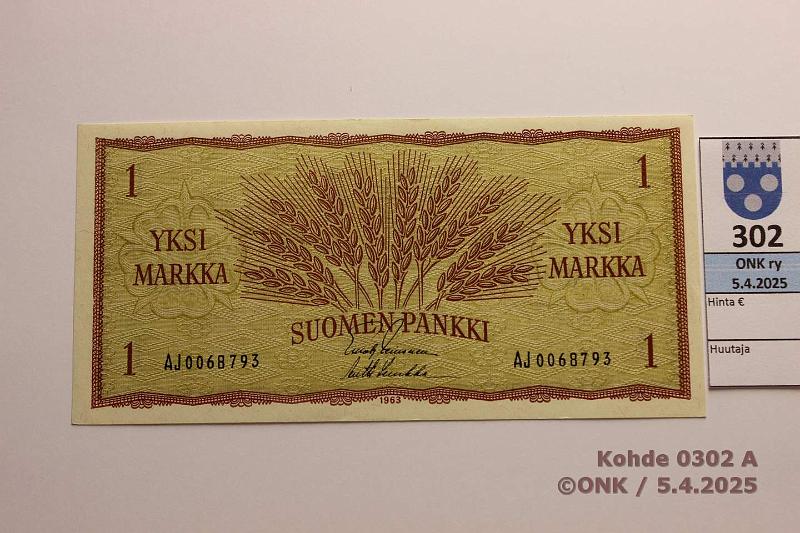 1
1
YKSI
MARKKA
YKSI
MARKKA
SUOMEN PANKKI
1
AJ0068793
AJ0068793
1
1963
302
ONK ry
5.4.2025
Hinta €
Huutaja
Kohde 0302 A
©ONK / 5.4.2025